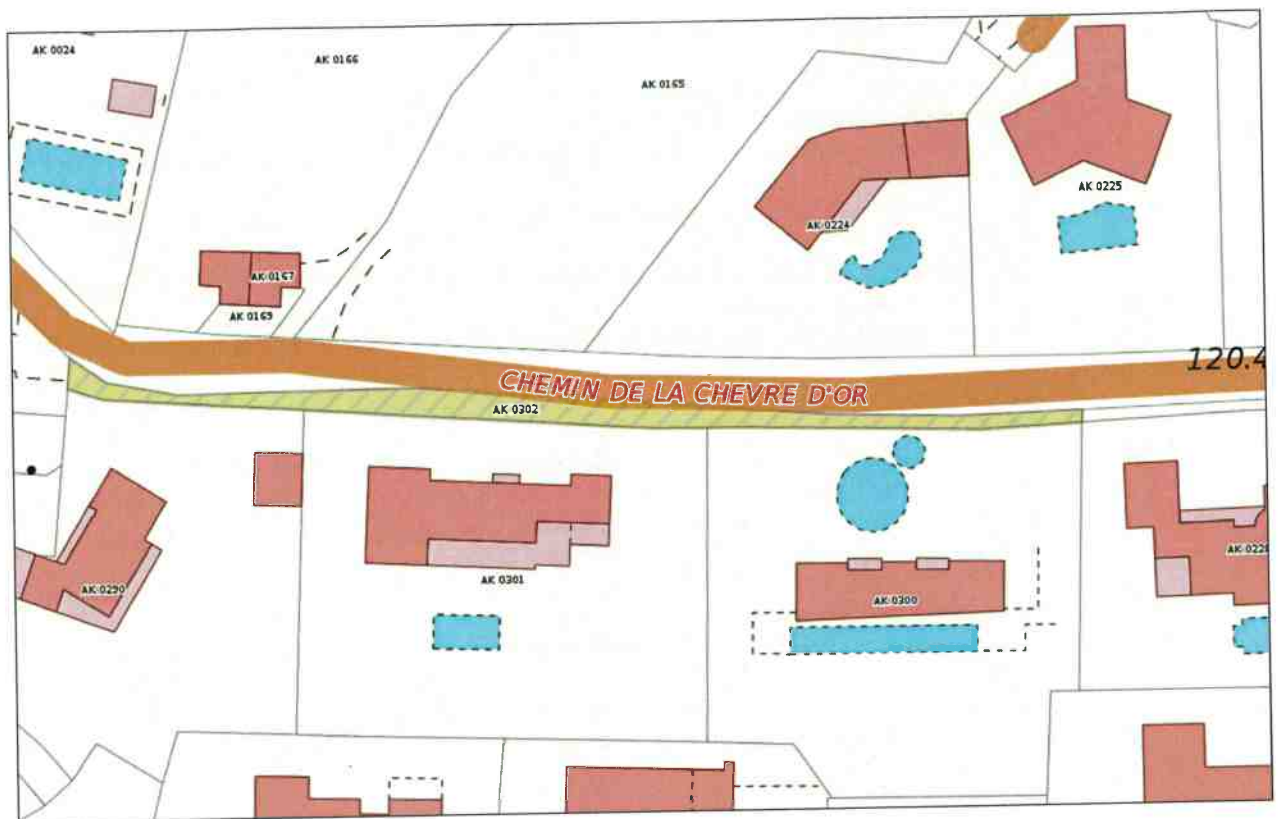 AK 0024
AK 0166
AK 0165
AK 0225
AK 0224
AK 0167
AK 0169
120.4
CHEMIN DE LA CHEVRE D'OR
AK 0302
AK 0290
AK 0301
AK 0300